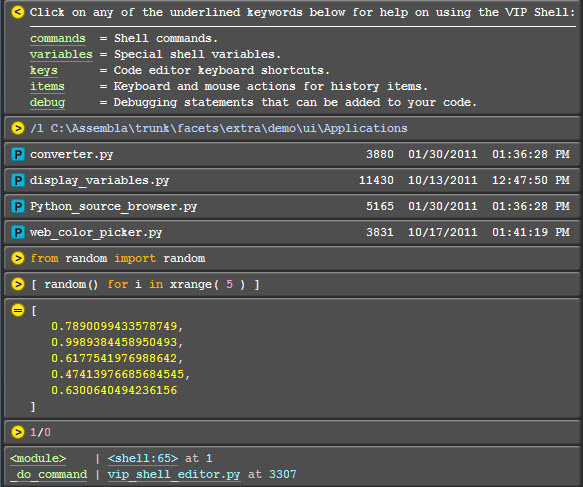 < Click on any of the underlined keywords below for help on using the VIP Shell:
commands = Shell commands.
variables = Special shell variables.
keys = Code editor keyboard shortcuts.
items = Keyboard and mouse actions for history items.
debug = Debugging statements that can be added to your code.
> /l C:\Assembla\trunk\facets\extra\demo\ui\Applications
P converter.py 3880 01/30/2011 01:36:28 PM
P display_variables.py 11430 10/13/2011 12:47:50 PM
P Python_source_browser.py 5165 01/30/2011 01:36:28 PM
P web_color_picker.py 3831 10/17/2011 01:41:19 PM
> from random import random
> [ random() for i in xrange( 5 ) ]
= [
0.7890099433578749,
0.9989384458950493,
0.6177541976988642,
0.47413976685684545,
0.6300640494236156
]
> 1/0
<module> | <shell:65> at 1
_do_command | vip_shell_editor.py at 3307